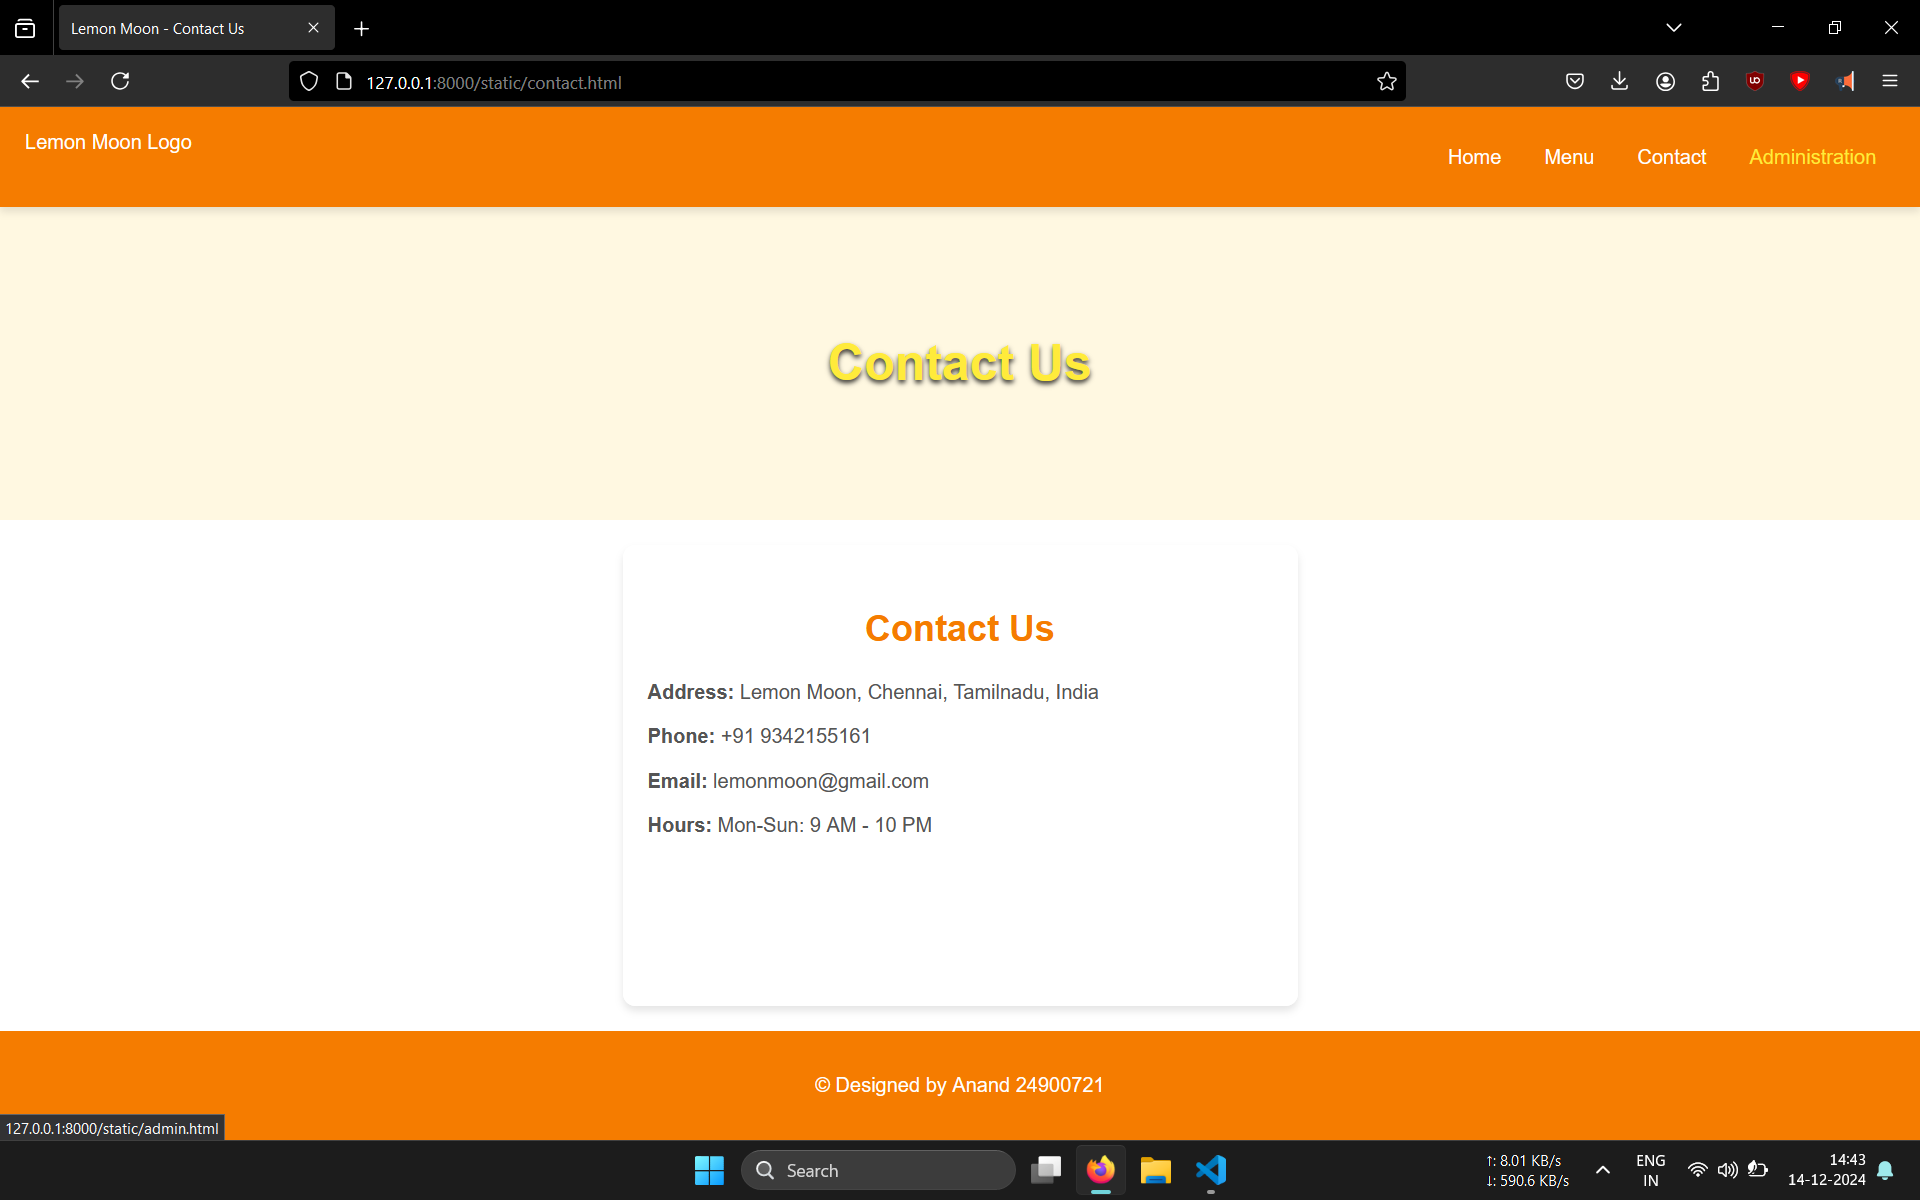 Lemon Moon - Contact Us
127.0.0.1:8000/static/contact.html
Lemon Moon Logo
Home Menu Contact Administration
Contact Us
Contact Us
Address: Lemon Moon, Chennai, Tamilnadu, India
Phone: +91 9342155161
Email: lemonmoon@gmail.com
Hours: Mon-Sun: 9 AM - 10 PM
© Designed by Anand 24900721
127.0.0.1:8000/static/admin.html
Search
↑: 8.01 KB/s
↓: 590.6 KB/s
ENG
IN
14:43
14-12-2024